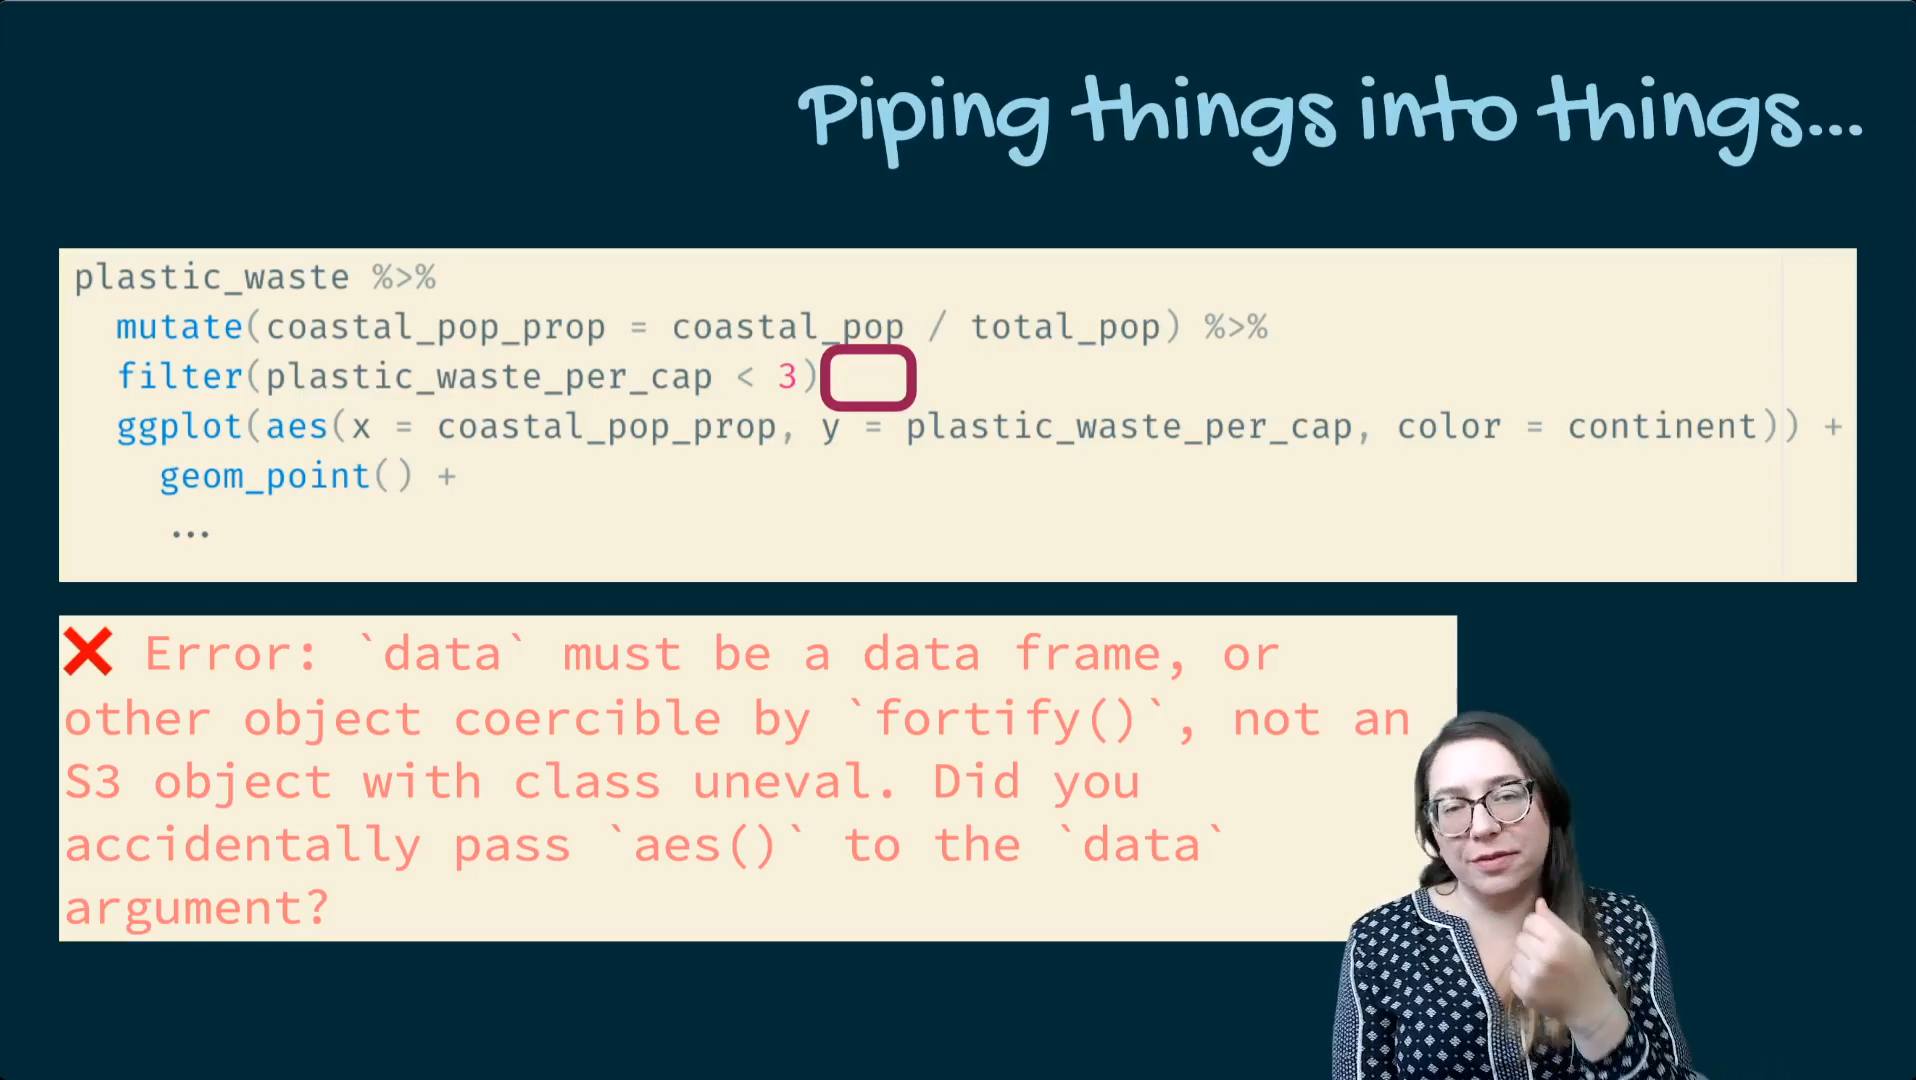 Piping things into things...
plastic_waste %>%
mutate(coastal_pop_prop = coastal_pop / total_pop) %>%
filter(plastic_waste_per_cap < 3)
ggplot(aes(x = coastal_pop_prop, y = plastic_waste_per_cap, color = continent)) +
geom_point() +
...
❌ Error: `data` must be a data frame, or
other object coercible by `fortify()`, not an
S3 object with class uneval. Did you
accidentally pass `aes()` to the `data`
argument?